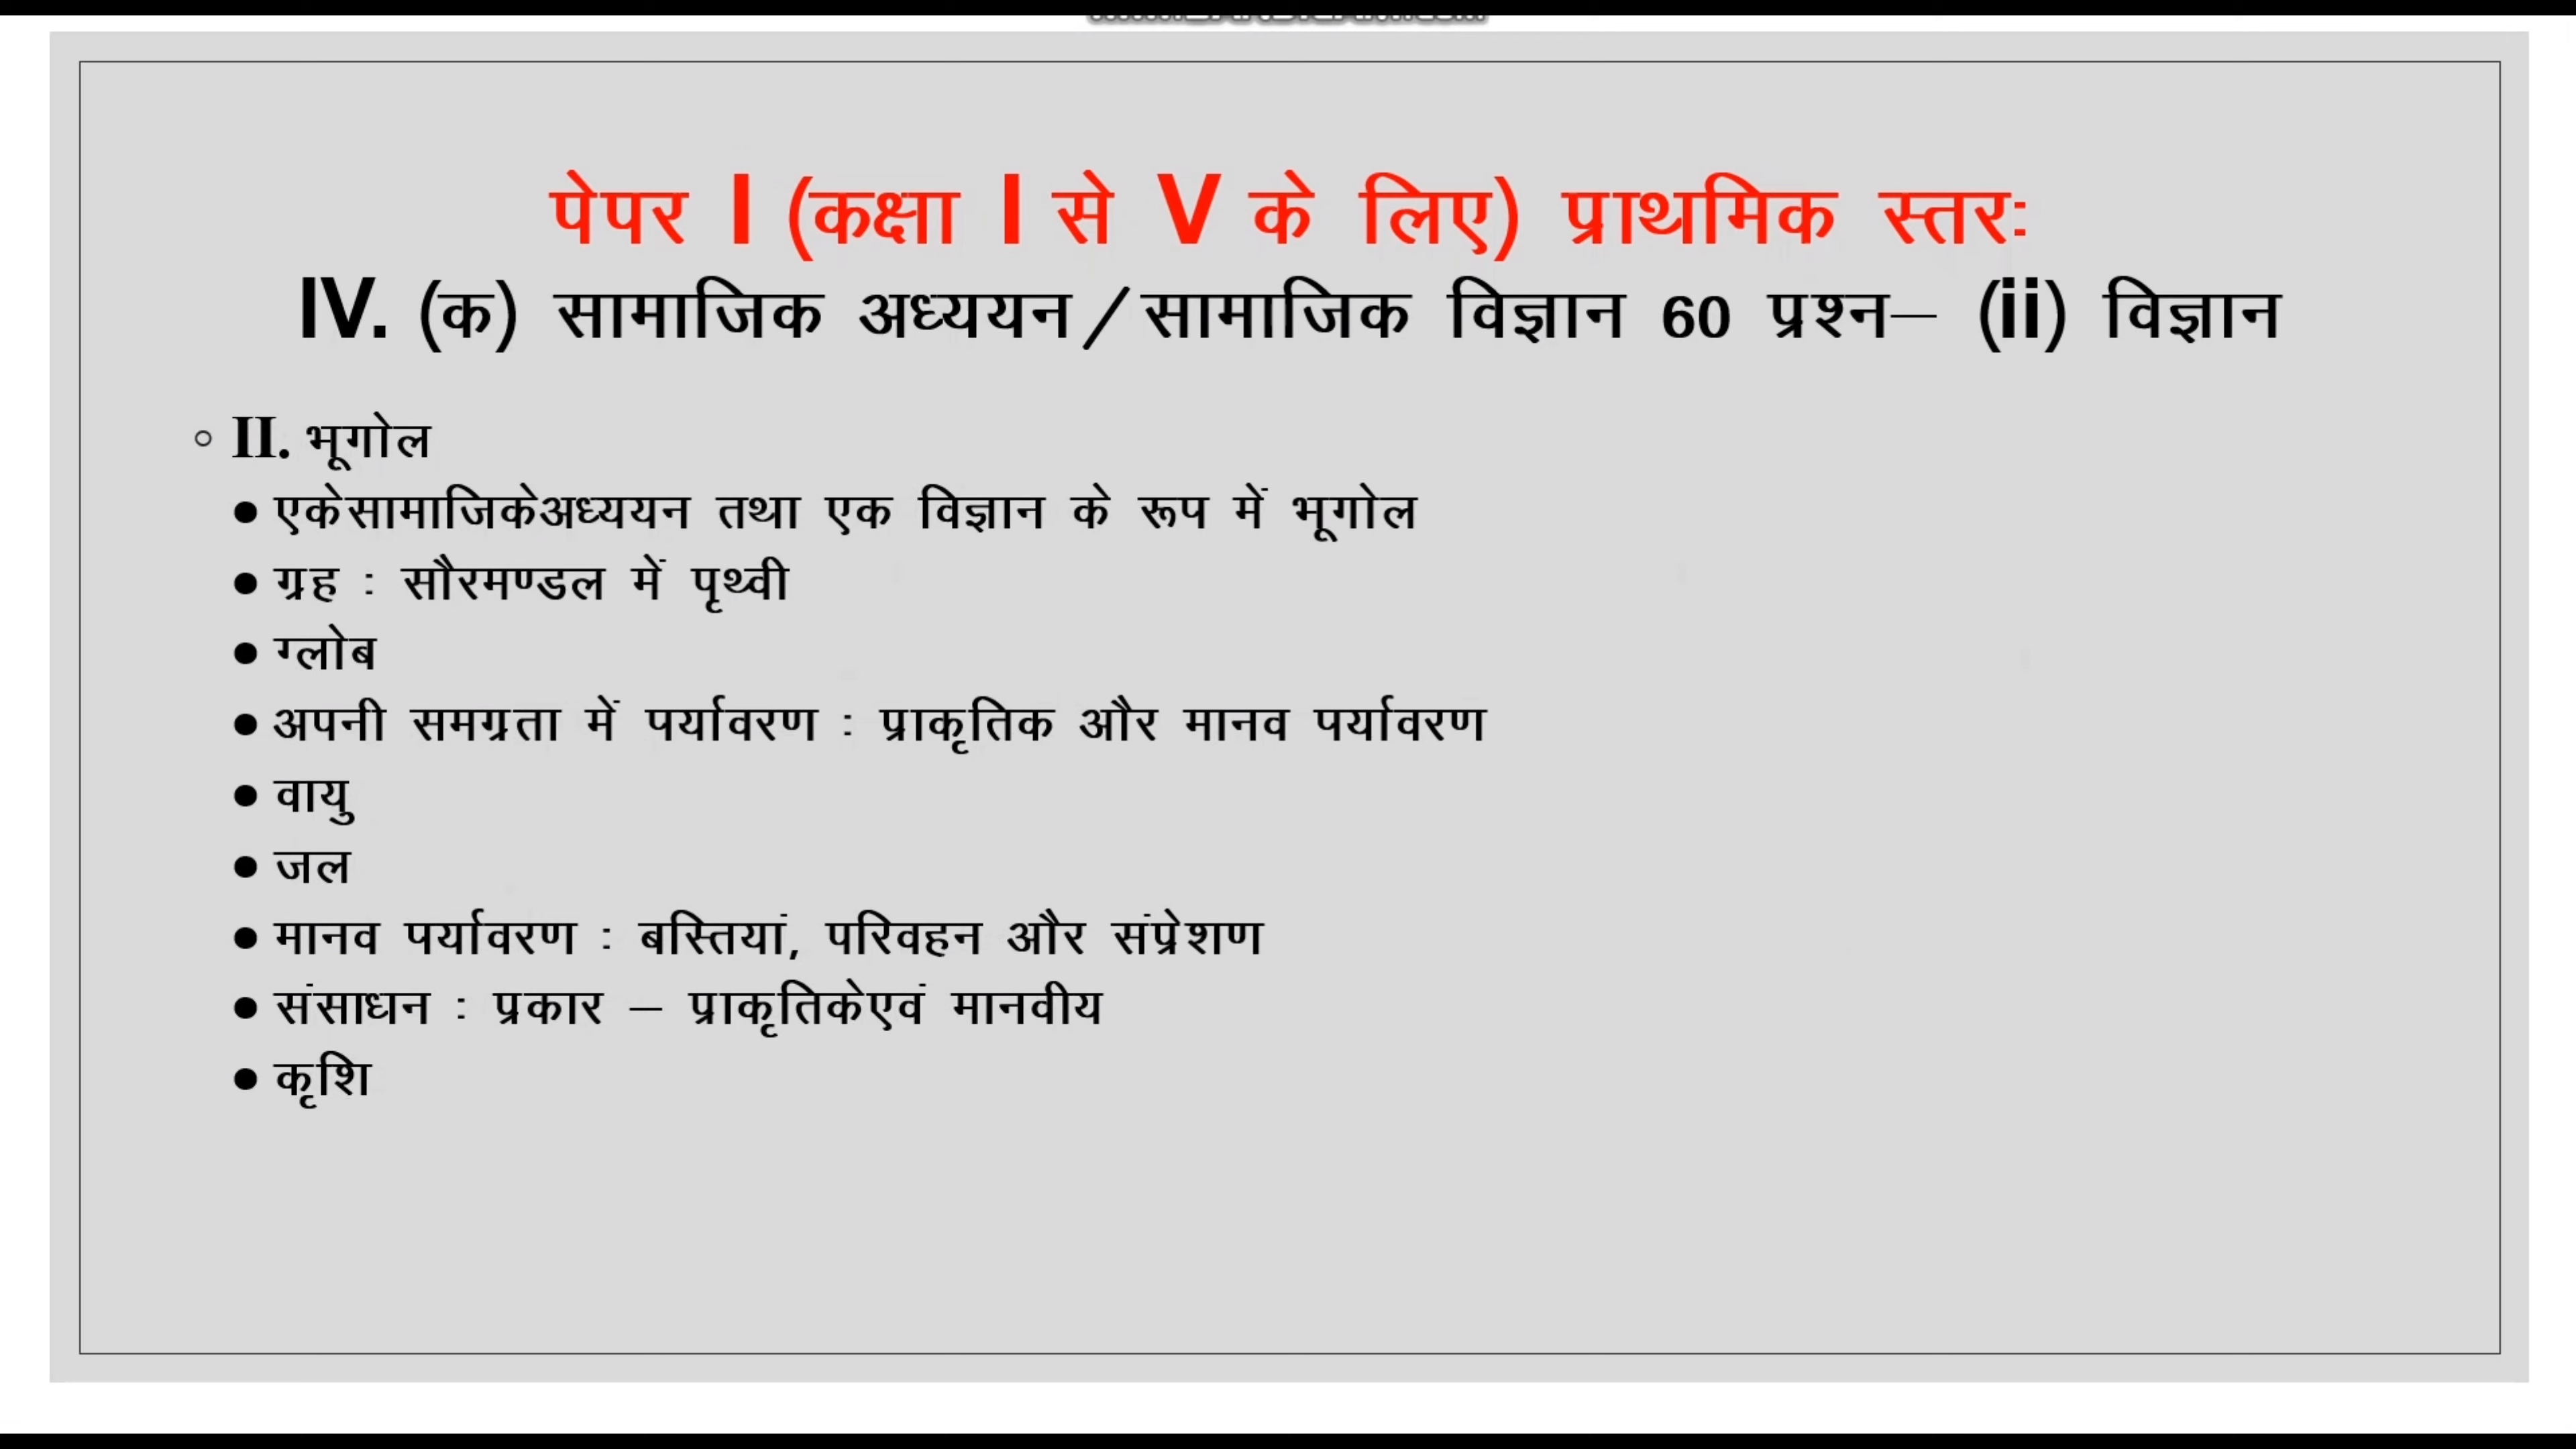 पेपर I (कक्षा I से V के लिए) प्राथमिक स्तरः
IV. (क) सामाजिक अध्ययन/सामाजिक विज्ञान 60 प्रश्न– (ii) विज्ञान
◦ II. भूगोल
● एकेसामाजिकेअध्ययन तथा एक विज्ञान के रूप में भूगोल
● ग्रह : सौरमण्डल में पृथ्वी
● ग्लोब
● अपनी समग्रता में पर्यावरण : प्राकृतिक और मानव पर्यावरण
● वायु
● जल
● मानव पर्यावरण : बस्तियां, परिवहन और संप्रेशण
● संसाधन : प्रकार – प्राकृतिकेएवं मानवीय
● कृशि